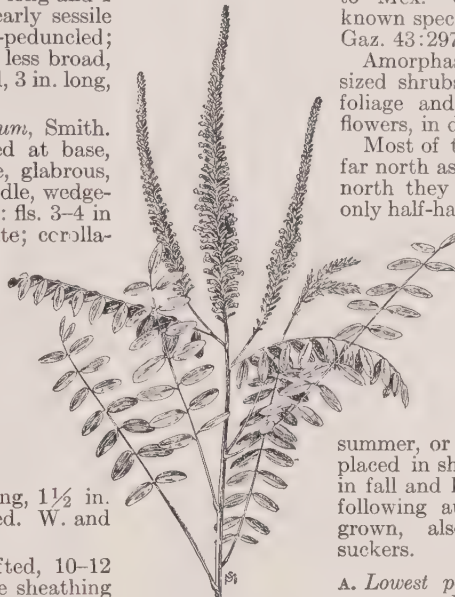 early sessile
-peduncled;
less broad,
, 3 in. long,
um, Smith.
ed at base,
e, glabrous,
dle, wedge-
: fls. 3–4 in
te; corolla-
ng, 1½ in.
ed. W. and
fted, 10–12
e sheathing
to Mex.
known spec
Gaz. 43:297
Amorphas
sized shrubs
foliage and
flowers, in d
Most of t
far north as
north they
only half-ha
summer, or
placed in sh
in fall and
following au
grown, als
suckers.
A. Lowest p